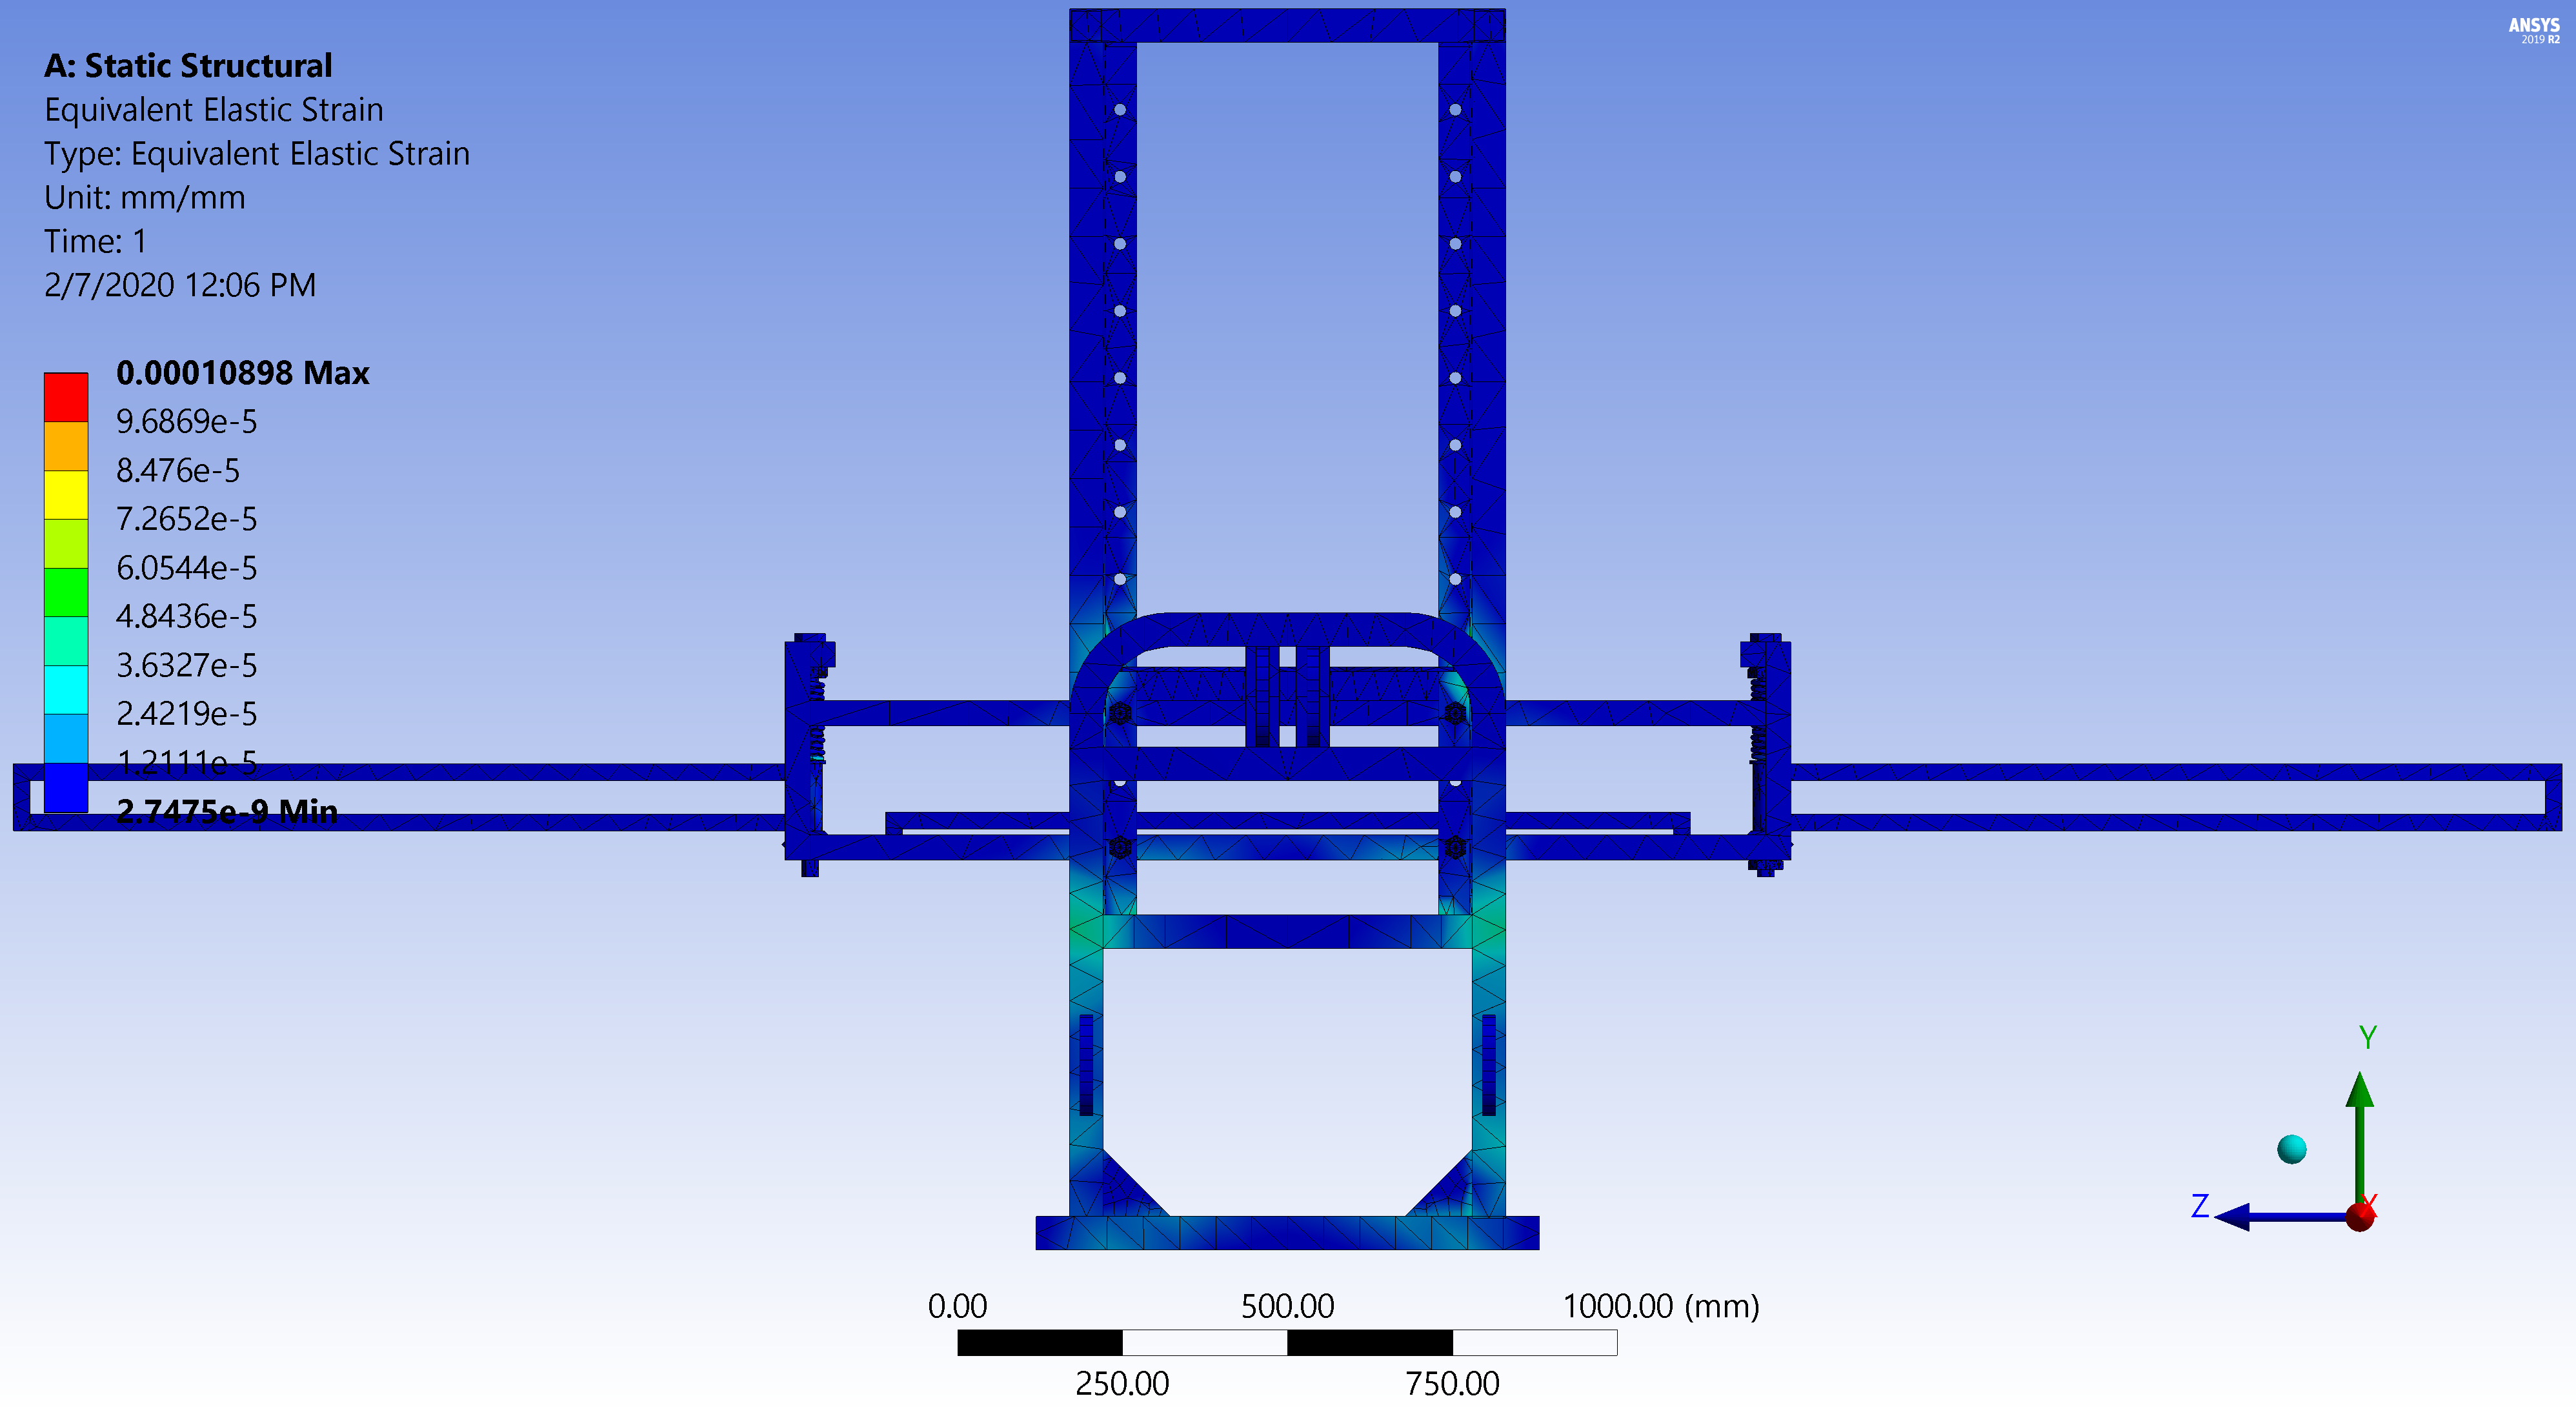 ANSYS
2019 R2
A: Static Structural
Equivalent Elastic Strain
Type: Equivalent Elastic Strain
Unit: mm/mm
Time: 1
2/7/2020 12:06 PM
0.00010898 Max
9.6869e-5
8.476e-5
7.2652e-5
6.0544e-5
4.8436e-5
3.6327e-5
2.4219e-5
1.2111e-5
2.7475e-9 Min
Y
Z
X
0.00 500.00 1000.00 (mm)
250.00 750.00